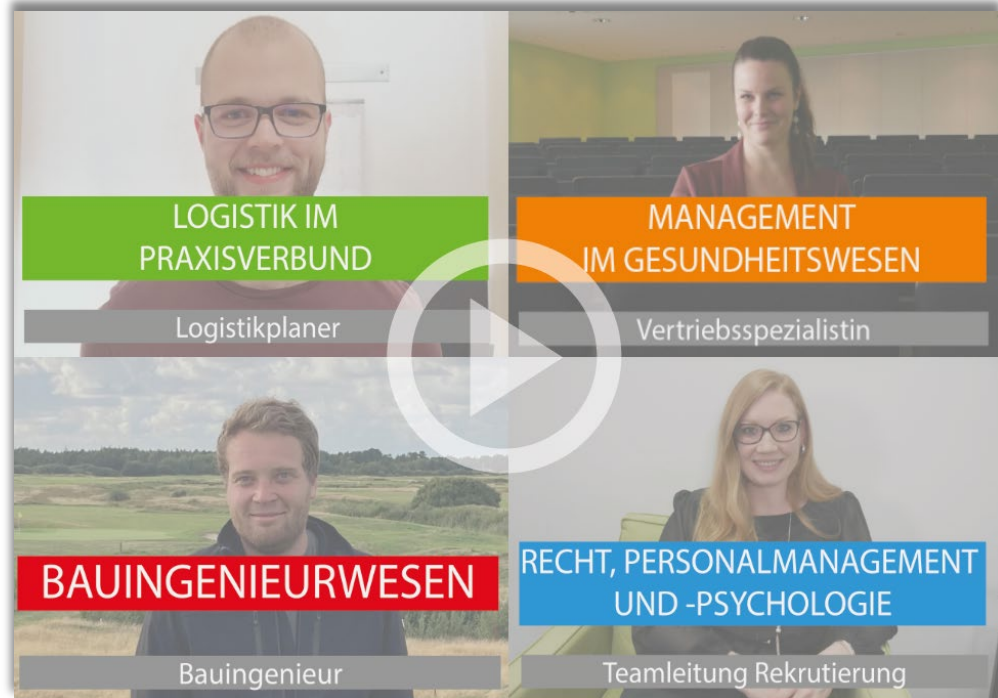 LOGISTIK IM
PRAXISVERBUND
Logistikplaner
MANAGEMENT
IM GESUNDHEITSWESEN
Vertriebsspezialistin
BAUINGENIEURWESEN
Bauingenieur
RECHT, PERSONALMANAGEMENT
UND -PSYCHOLOGIE
Teamleitung Rekrutierung